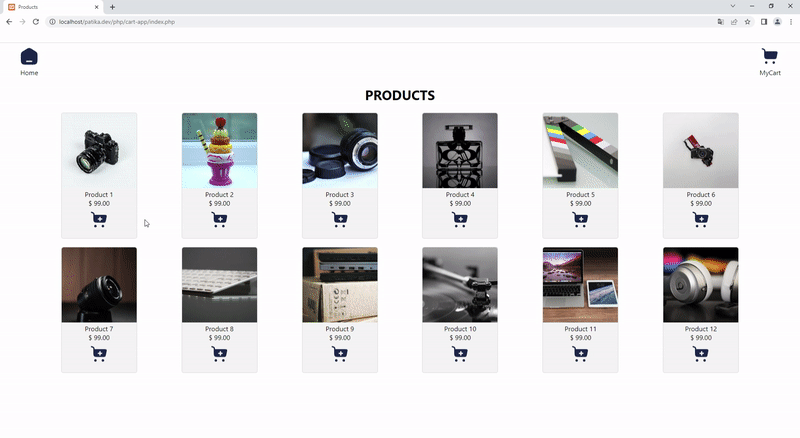 Products
localhost/patika.dev/php/cart-app/index.php
Home
MyCart
PRODUCTS
Product 1
$ 99.00
Product 2
$ 99.00
Product 3
$ 99.00
Product 4
$ 99.00
Product 5
$ 99.00
Product 6
$ 99.00
Product 7
$ 99.00
Product 8
$ 99.00
Product 9
$ 99.00
Product 10
$ 99.00
Product 11
$ 99.00
Product 12
$ 99.00